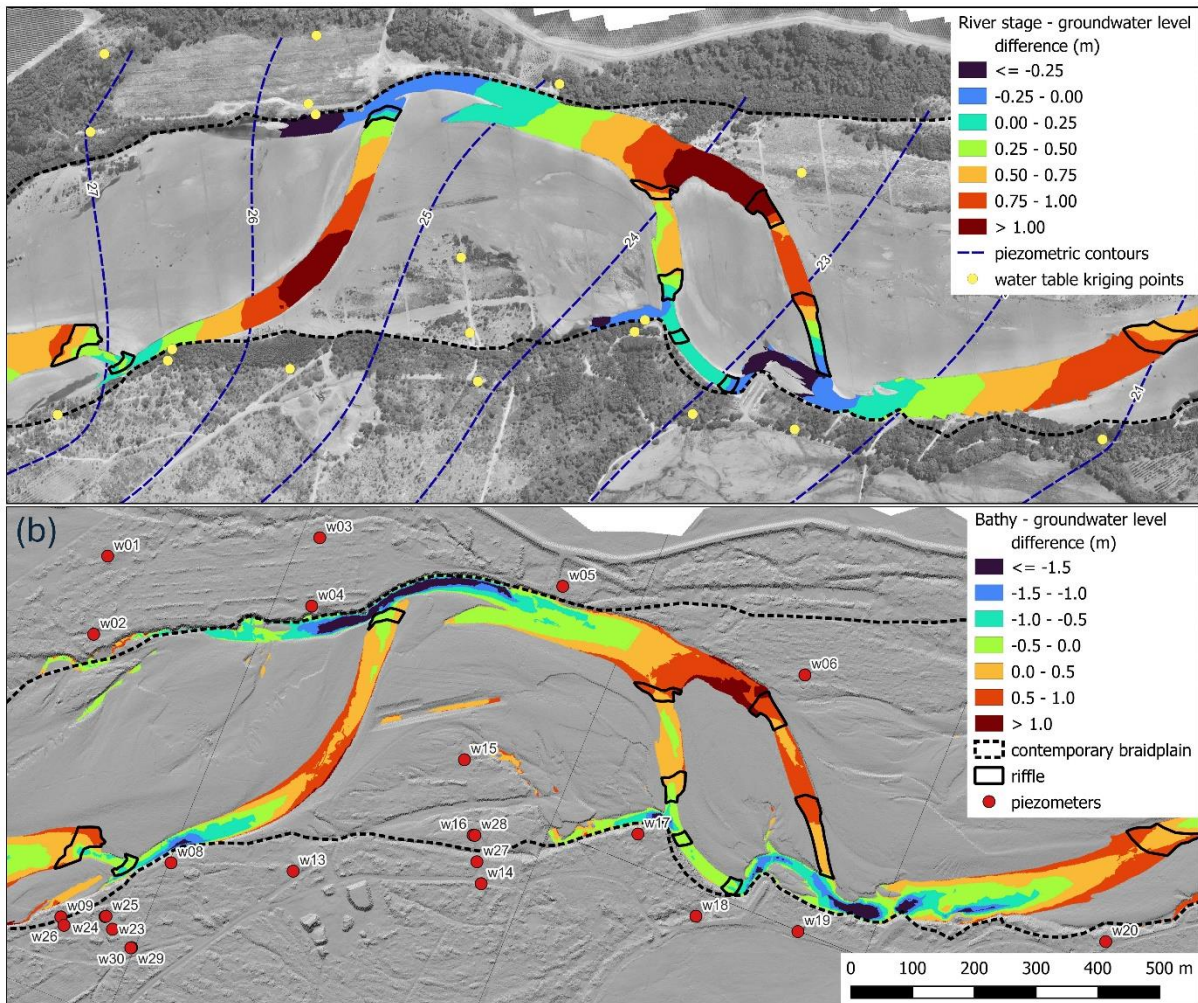 River stage - groundwater level
difference (m)
<= -0.25
-0.25 - 0.00
0.00 - 0.25
0.25 - 0.50
0.50 - 0.75
0.75 - 1.00
> 1.00
piezometric contours
water table kriging points
27
26
25
24
23
21
(b)
Bathy - groundwater level
difference (m)
<= -1.5
-1.5 - -1.0
-1.0 - -0.5
-0.5 - 0.0
0.0 - 0.5
0.5 - 1.0
> 1.0
contemporary braidplain
riffle
piezometers
w01
w03
w05
w04
w02
w06
w15
w16
w28
w17
w08
w13
w27
w14
w09
w25
w18
w26
w24
w23
w19
w20
w30
w29
0 100 200 300 400 500 m